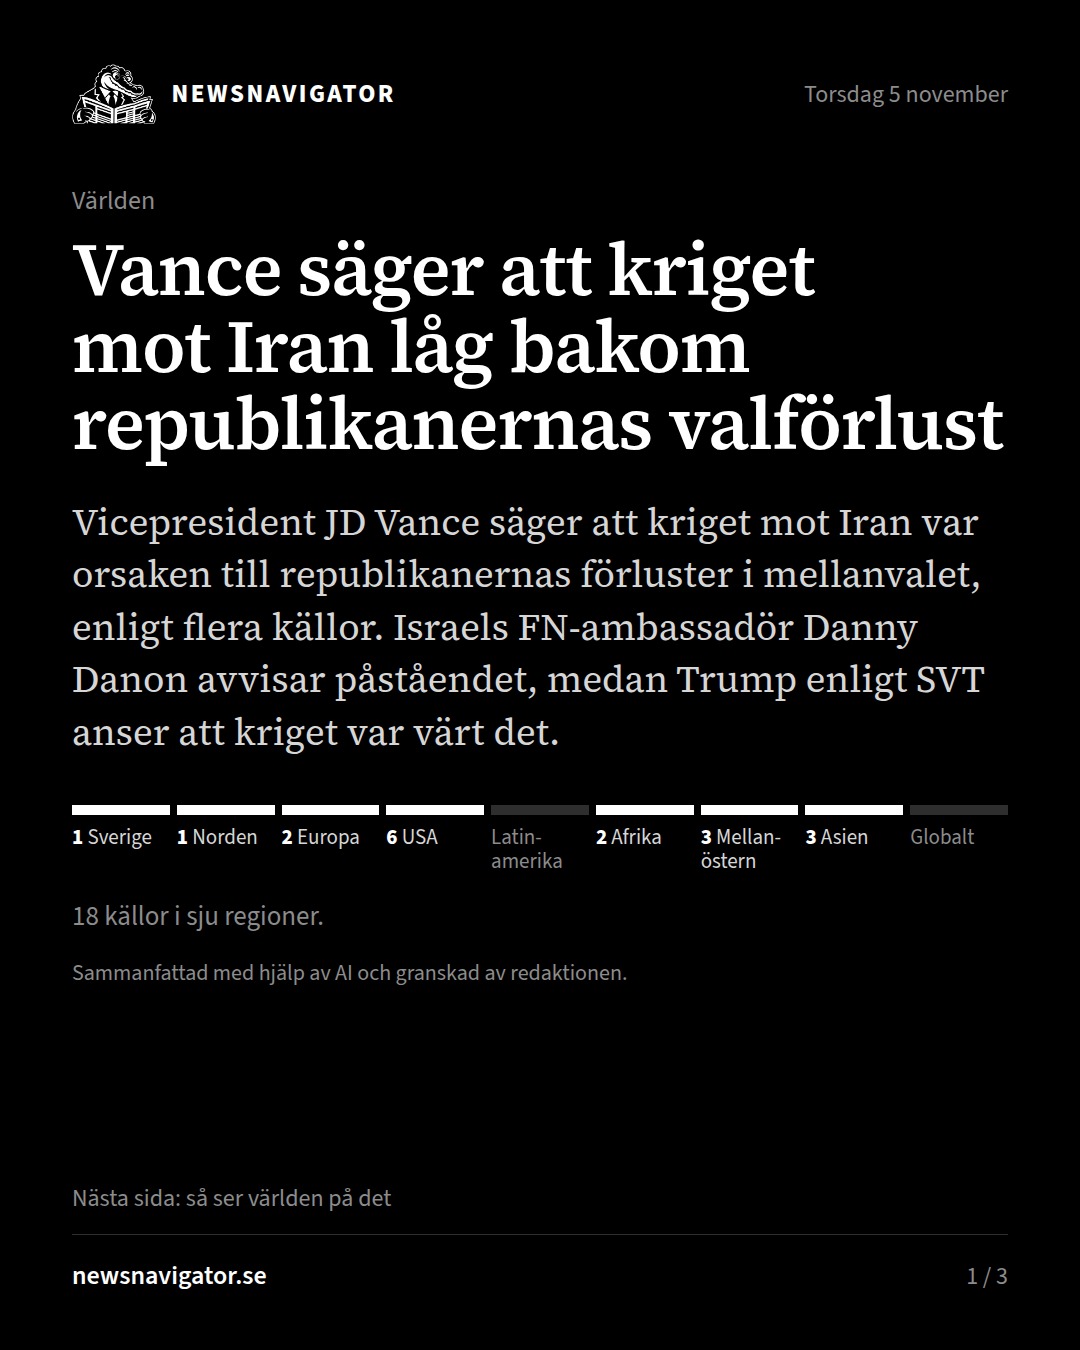 NEWSNAVIGATOR
Torsdag 5 november
Världen
Vance säger att kriget
mot Iran låg bakom
republikanernas valförlust
Vicepresident JD Vance säger att kriget mot Iran var
orsaken till republikanernas förluster i mellanvalet,
enligt flera källor. Israels FN-ambassadör Danny
Danon avvisar påståendet, medan Trump enligt SVT
anser att kriget var värt det.
1 Sverige
1 Norden
2 Europa
6 USA
Latin-
amerika
2 Afrika
3 Mellan-
östern
3 Asien
Globalt
18 källor i sju regioner.
Sammanfattad med hjälp av AI och granskad av redaktionen.
Nästa sida: så ser världen på det
newsnavigator.se
1 / 3